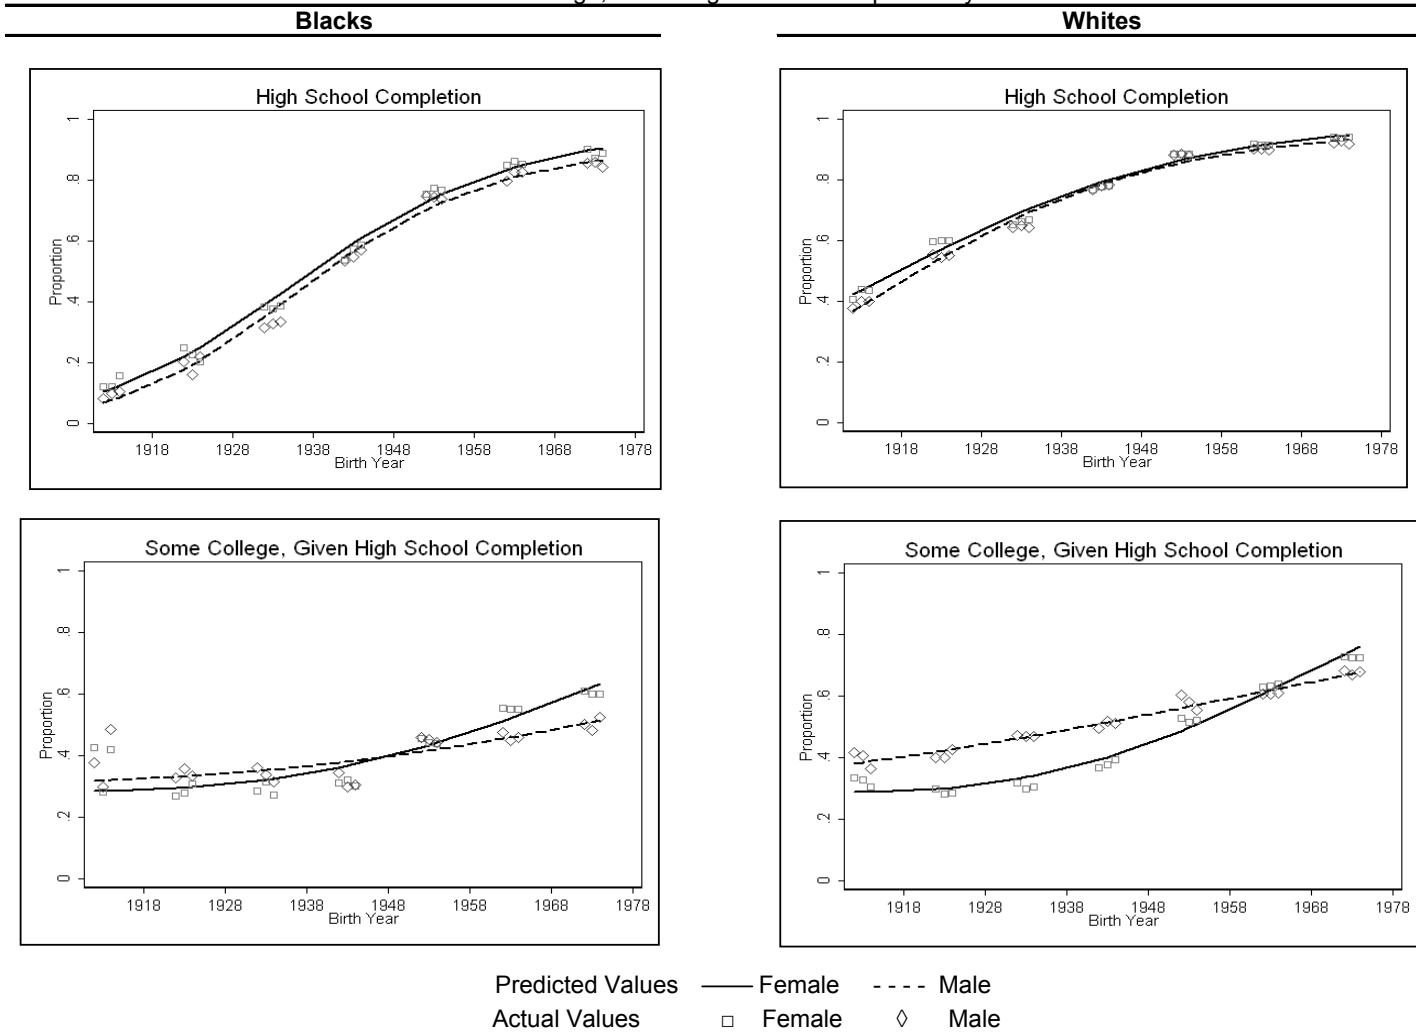 Blacks Whites
High School Completion
Proportion
0 .2 .4 .6 .8 1
1918 1928 1938 1948 1958 1968 1978
Birth Year
High School Completion
Proportion
0 .2 .4 .6 .8 1
1918 1928 1938 1948 1958 1968 1978
Birth Year
Some College, Given High School Completion
Proportion
0 .2 .4 .6 .8 1
1918 1928 1938 1948 1958 1968 1978
Birth Year
Some College, Given High School Completion
Proportion
0 .2 .4 .6 .8 1
1918 1928 1938 1948 1958 1968 1978
Birth Year
Predicted Values Female Male
Actual Values Female Male